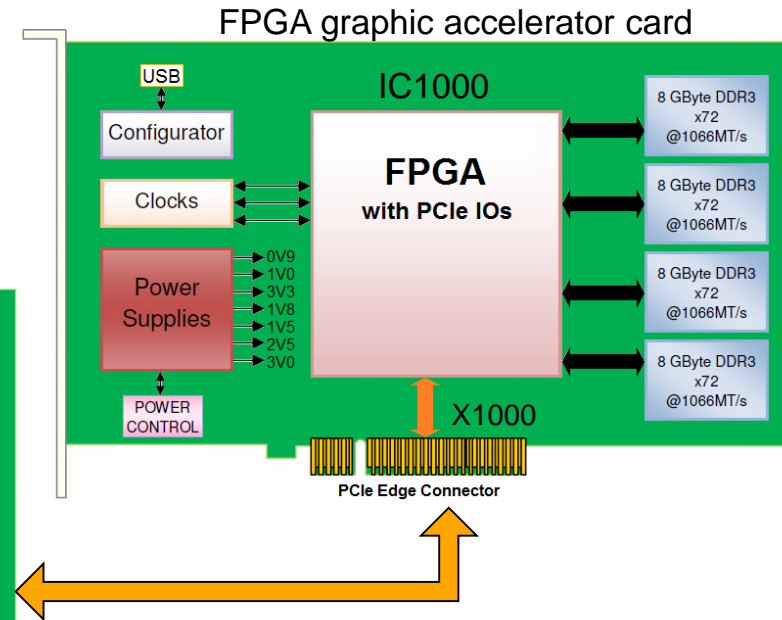 FPGA graphic accelerator card
USB
Configurator
Clocks
Power
Supplies
0V9
1V0
3V3
1V8
1V5
2V5
3V0
POWER
CONTROL
IC1000
FPGA
with PCIe IOs
8 GByte DDR3
x72
@1066MT/s
8 GByte DDR3
x72
@1066MT/s
8 GByte DDR3
x72
@1066MT/s
8 GByte DDR3
x72
@1066MT/s
X1000
PCIe Edge Connector